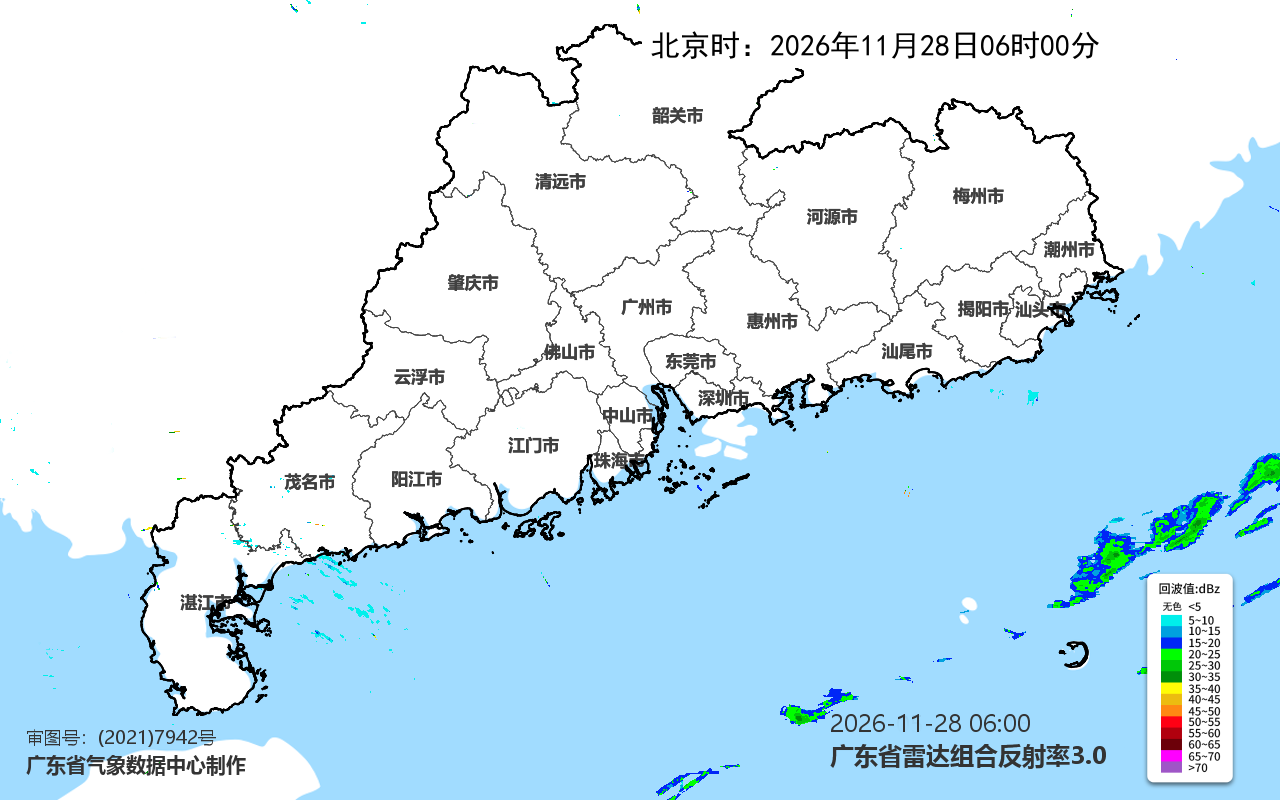 北京时：2026年11月28日06时00分
韶关市
清远市
梅州市
河源市
潮州市
肇庆市
广州市
揭阳市
汕头市
惠州市
佛山市
汕尾市
东莞市
云浮市
深圳市
中山市
江门市
珠海市
阳江市
茂名市
湛江市
回波值:dBz
无色 <5
5~10
10~15
15~20
20~25
25~30
30~35
35~40
40~45
45~50
50~55
55~60
60~65
65~70
>70
2026-11-28 06:00
广东省雷达组合反射率3.0
审图号：(2021)7942号
广东省气象数据中心制作